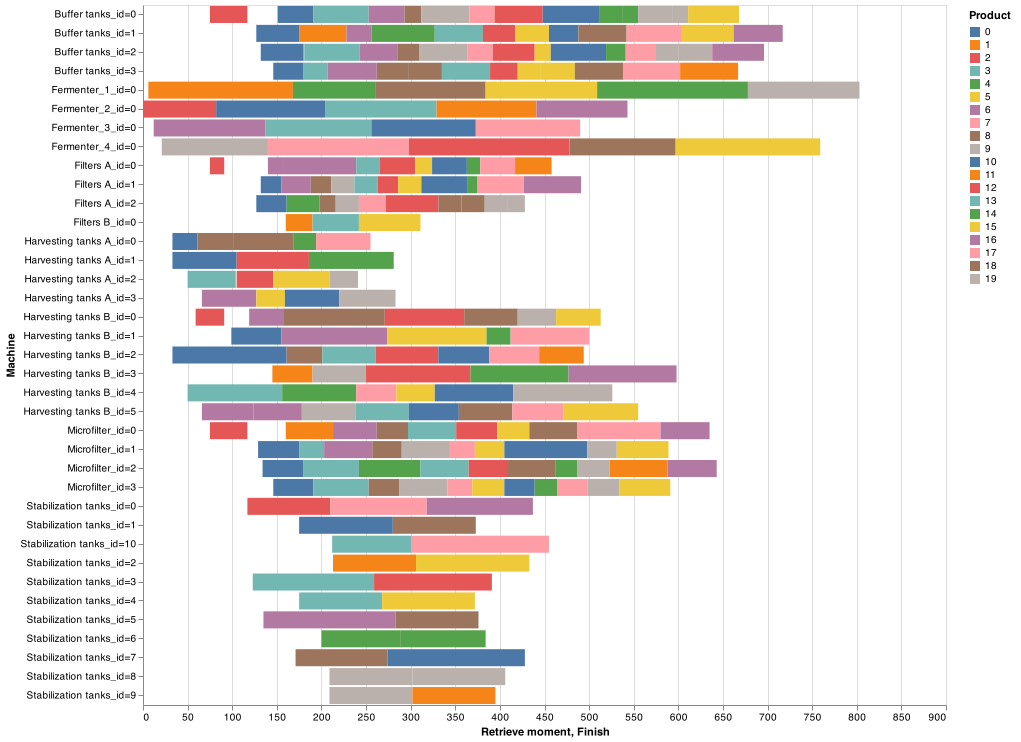 Machine
Buffer tanks_id=0
Buffer tanks_id=1
Buffer tanks_id=2
Buffer tanks_id=3
Fermenter_1_id=0
Fermenter_2_id=0
Fermenter_3_id=0
Fermenter_4_id=0
Filters A_id=0
Filters A_id=1
Filters A_id=2
Filters B_id=0
Harvesting tanks A_id=0
Harvesting tanks A_id=1
Harvesting tanks A_id=2
Harvesting tanks A_id=3
Harvesting tanks B_id=0
Harvesting tanks B_id=1
Harvesting tanks B_id=2
Harvesting tanks B_id=3
Harvesting tanks B_id=4
Harvesting tanks B_id=5
Microfilter_id=0
Microfilter_id=1
Microfilter_id=2
Microfilter_id=3
Stabilization tanks_id=0
Stabilization tanks_id=1
Stabilization tanks_id=10
Stabilization tanks_id=2
Stabilization tanks_id=3
Stabilization tanks_id=4
Stabilization tanks_id=5
Stabilization tanks_id=6
Stabilization tanks_id=7
Stabilization tanks_id=8
Stabilization tanks_id=9
0 50 100 150 200 250 300 350 400 450 500 550 600 650 700 750 800 850 900
Retrieve moment, Finish
Product
0
1
2
3
4
5
6
7
8
9
10
11
12
13
14
15
16
17
18
19